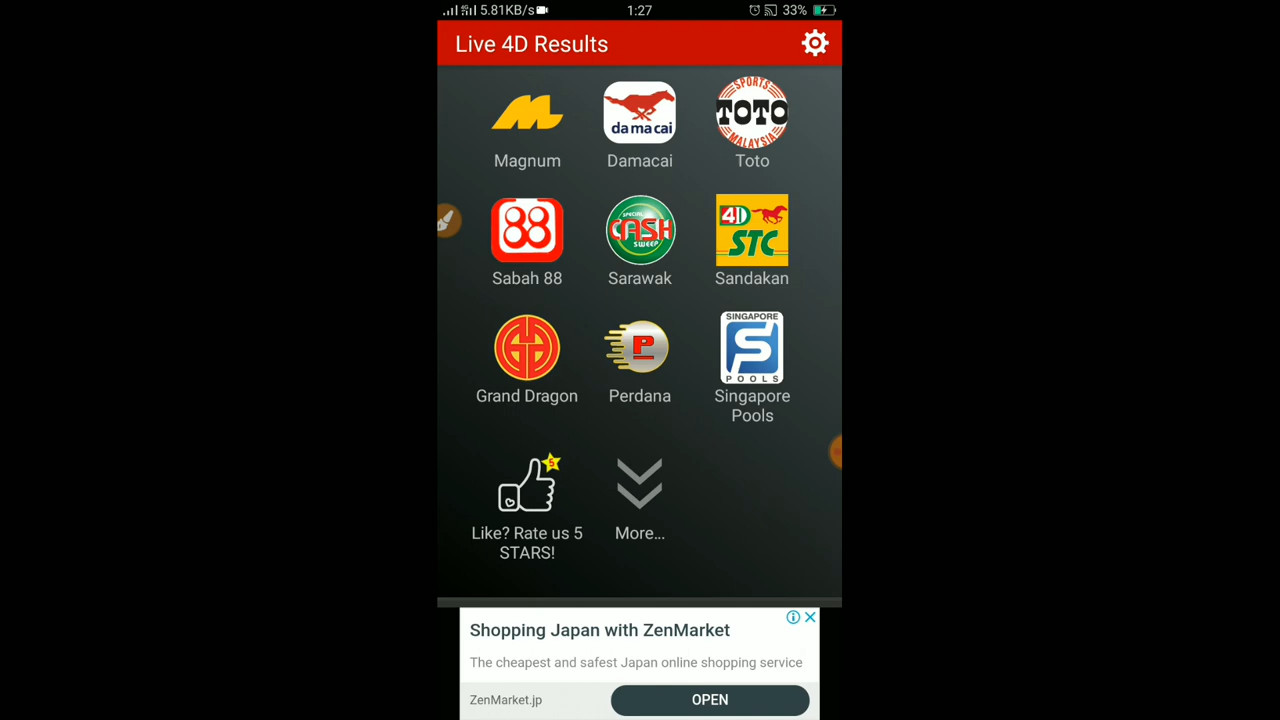 5.81KB/s
1:27
33%
Live 4D Results
da ma cai
SPORTS
TOTO
MALAYSIA
Magnum
Damacai
Toto
88
SPECIAL
CASH
SWEEP
4D
STC
Sabah 88
Sarawak
Sandakan
P
SINGAPORE
POOLS
Grand Dragon
Perdana
Singapore
Pools
5
Like? Rate us 5
STARS!
More...
Shopping Japan with ZenMarket
The cheapest and safest Japan online shopping service
ZenMarket.jp
OPEN